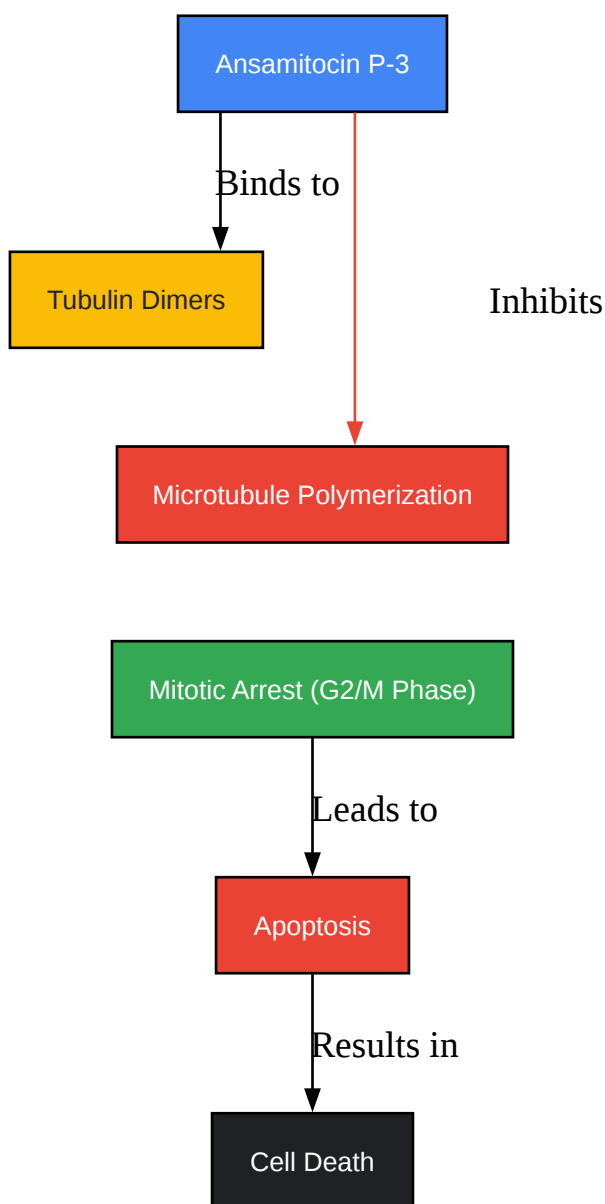 Ansamitocin P-3
Binds to
Tubulin Dimers
Inhibits
Microtubule Polymerization
Mitotic Arrest (G2/M Phase)
Leads to
Apoptosis
Results in
Cell Death